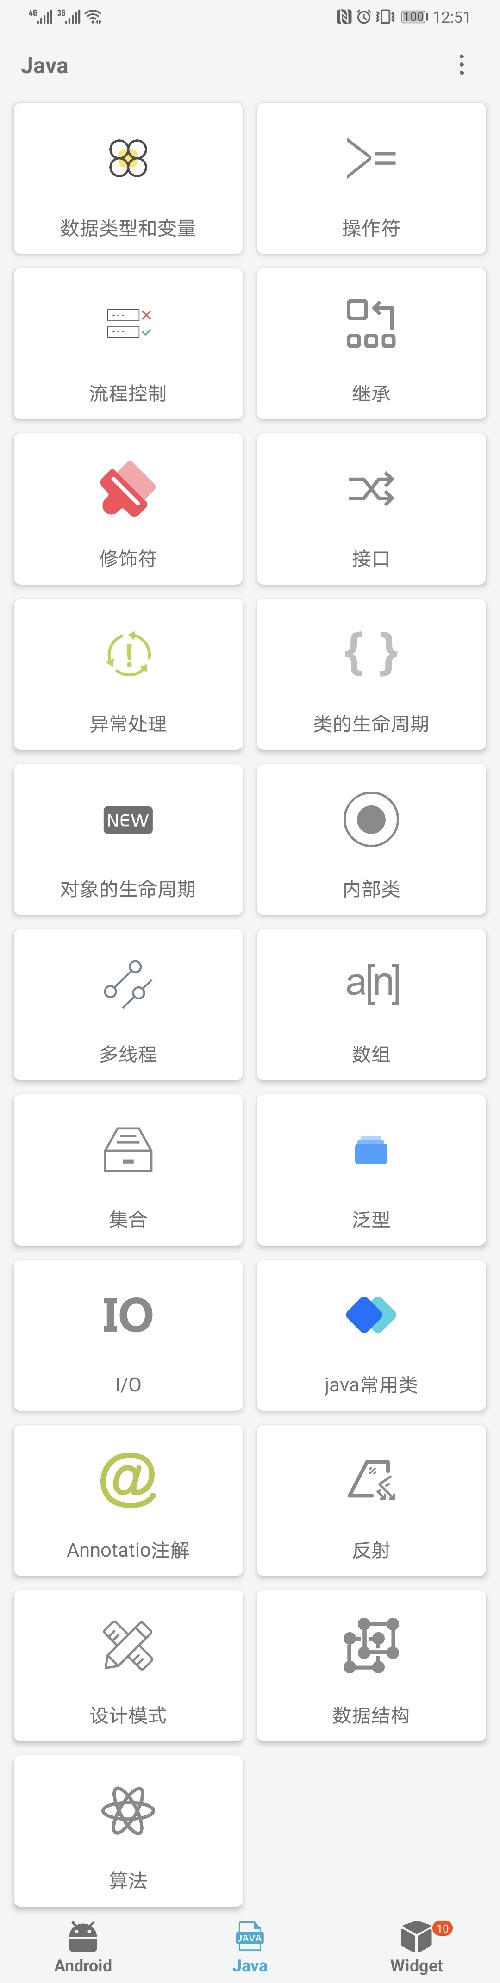 4G 3G 100 12:51
Java
数据类型和变量
>=
操作符
流程控制
继承
修饰符
接口
异常处理
{ }
类的生命周期
NEW
对象的生命周期
内部类
多线程
a[n]
数组
集合
泛型
IO
I/O
java常用类
@
Annotatio注解
反射
设计模式
数据结构
算法
JAVA
10
Android
Java
Widget